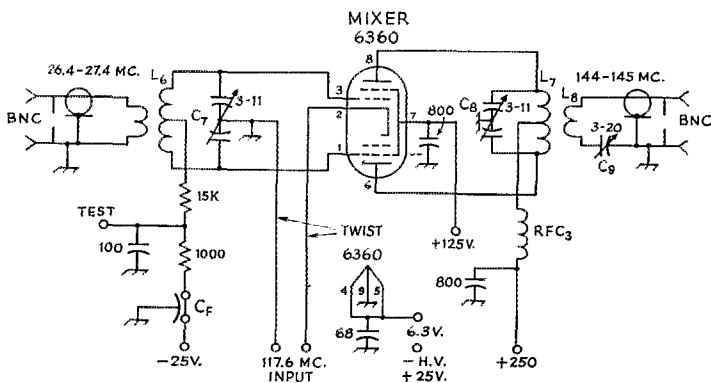 MIXER
6360
8
26.4-27.4 MC.
L6
L7
144-145 MC.
3
3-11
C8
3-11
L8
BNC
C7
2
7
800
3-20
BNC
1
C9
6
15K
TEST
TWIST
+125V.
RFC3
6360
100
1000
4 9 5
800
CF
68
6.3V.
-25V.
117.6 MC.
INPUT
- H.V.
+25V.
+250